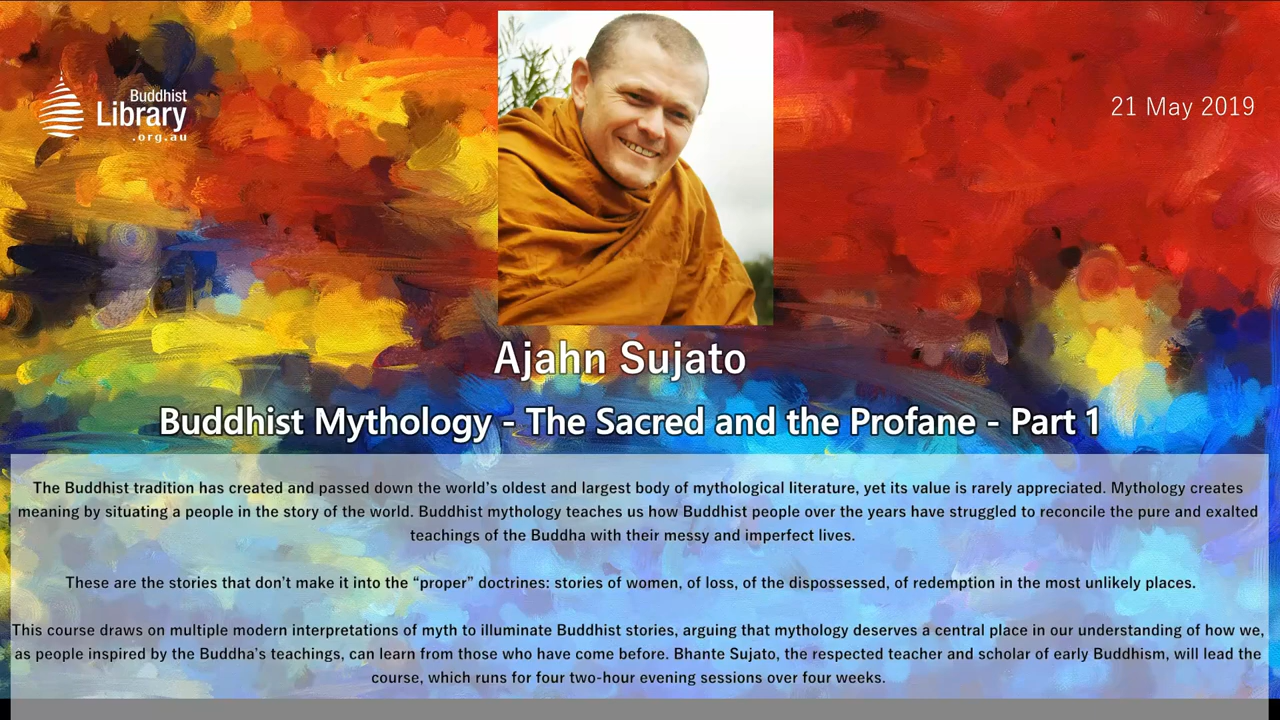 Buddhist
Library
.org.au
21 May 2019
Ajahn Sujato
Buddhist Mythology - The Sacred and the Profane - Part 1
The Buddhist tradition has created and passed down the world’s oldest and largest body of mythological literature, yet its value is rarely appreciated. Mythology creates
meaning by situating a people in the story of the world. Buddhist mythology teaches us how Buddhist people over the years have struggled to reconcile the pure and exalted
teachings of the Buddha with their messy and imperfect lives.
These are the stories that don’t make it into the “proper” doctrines: stories of women, of loss, of the dispossessed, of redemption in the most unlikely places.
This course draws on multiple modern interpretations of myth to illuminate Buddhist stories, arguing that mythology deserves a central place in our understanding of how we,
as people inspired by the Buddha’s teachings, can learn from those who have come before. Bhante Sujato, the respected teacher and scholar of early Buddhism, will lead the
course, which runs for four two-hour evening sessions over four weeks.